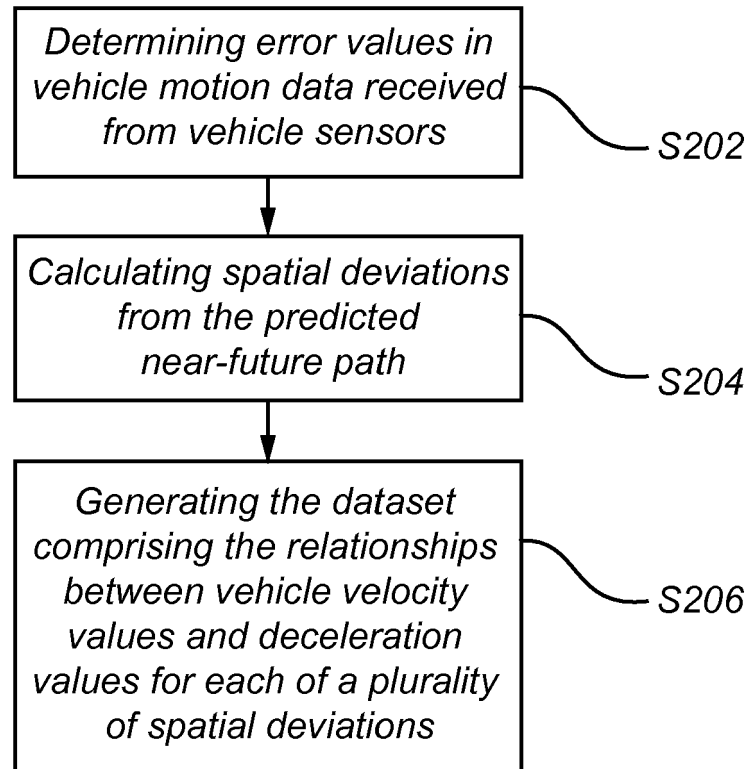 Determining error values in
vehicle motion data received
from vehicle sensors
S202
Calculating spatial deviations
from the predicted
near-future path
S204
Generating the dataset
comprising the relationships
between vehicle velocity
values and deceleration
values for each of a plurality
of spatial deviations
S206